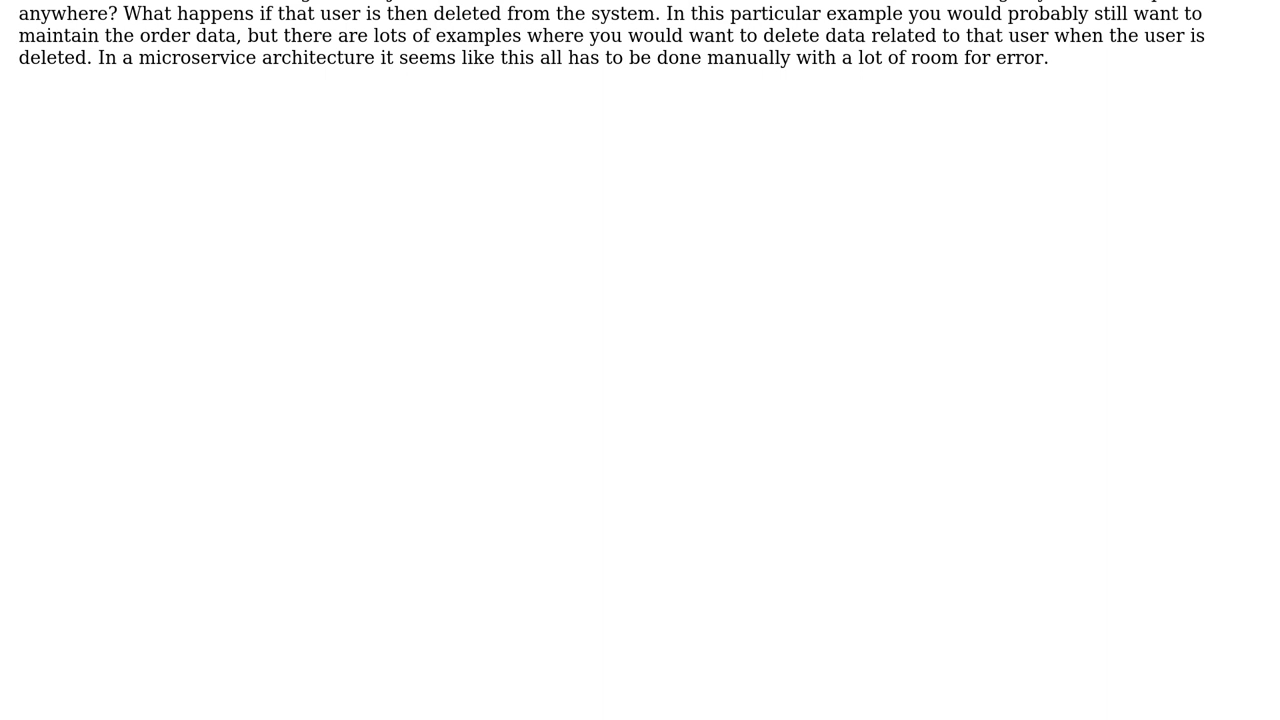 anywhere? What happens if that user is then deleted from the system. In this particular example you would probably still want to
maintain the order data, but there are lots of examples where you would want to delete data related to that user when the user is
deleted. In a microservice architecture it seems like this all has to be done manually with a lot of room for error.